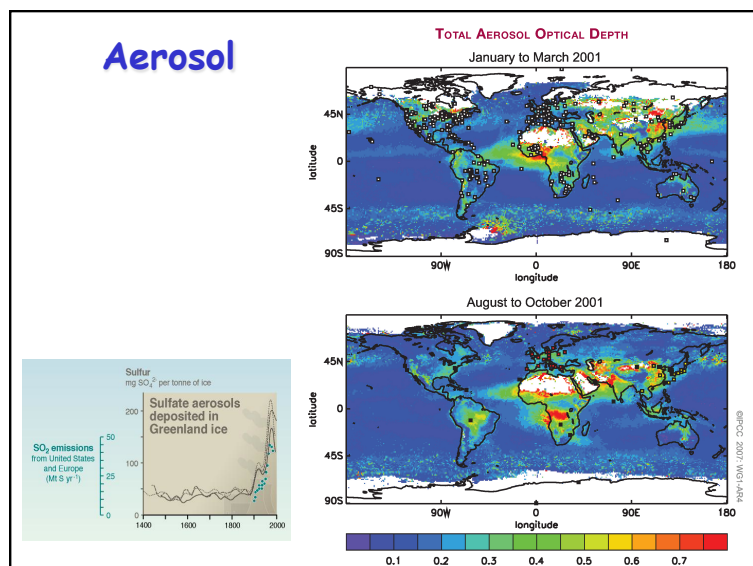 Aerosol
TOTAL AEROSOL OPTICAL DEPTH
January to March 2001
latitude
45N
0
45S
90S
90W
0
90E
180
longitude
August to October 2001
latitude
45N
0
45S
90S
90W
0
90E
180
longitude
0.1 0.2 0.3 0.4 0.5 0.6 0.7
©IPCC 2007: WG1-AR4
Sulfur
mg SO₄²⁻ per tonne of ice
Sulfate aerosols
deposited in
Greenland ice
200
100
0
SO₂ emissions
from United States
and Europe
(Mt S yr⁻¹)
50
25
0
1400
1600
1800
2000